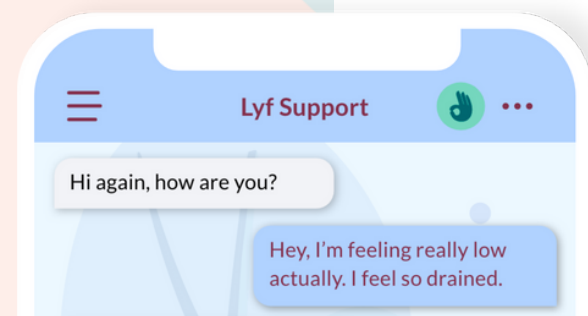 Lyf Support
Hi again, how are you?
Hey, I’m feeling really low
actually. I feel so drained.